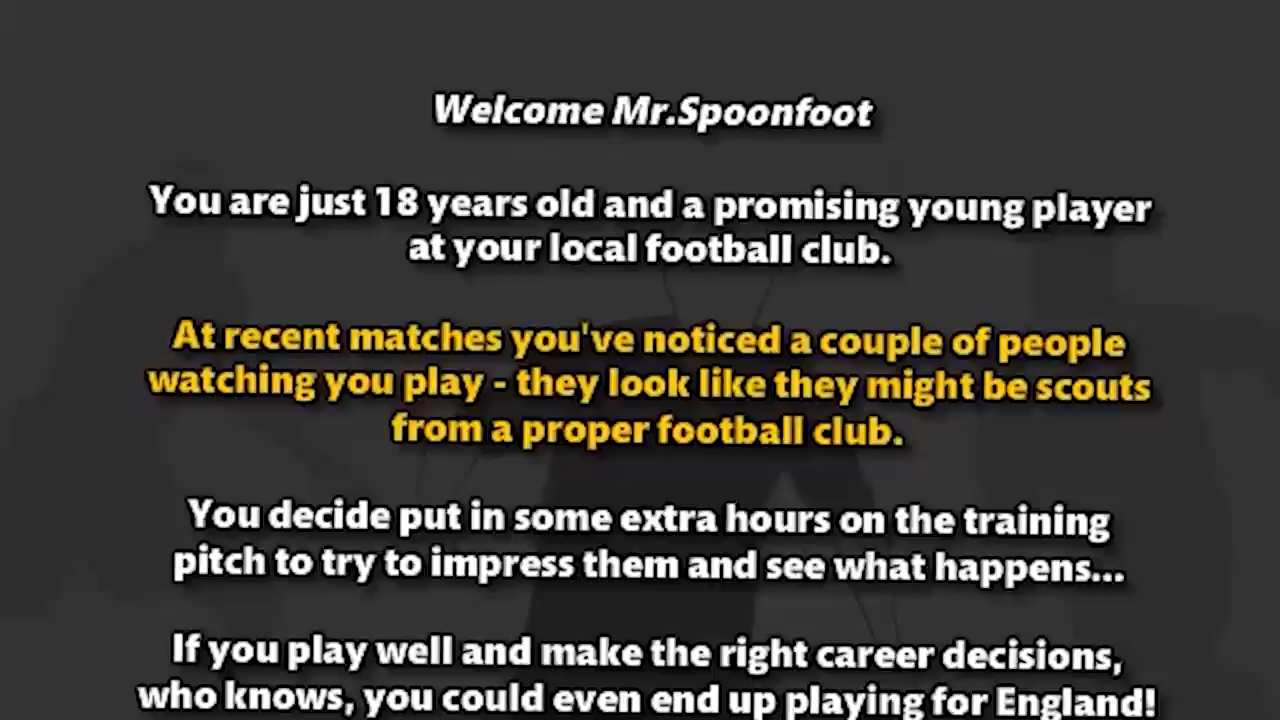 Welcome Mr.Spoonfoot
You are just 18 years old and a promising young player
at your local football club.
At recent matches you've noticed a couple of people
watching you play - they look like they might be scouts
from a proper football club.
You decide put in some extra hours on the training
pitch to try to impress them and see what happens...
If you play well and make the right career decisions,
who knows, you could even end up playing for England!